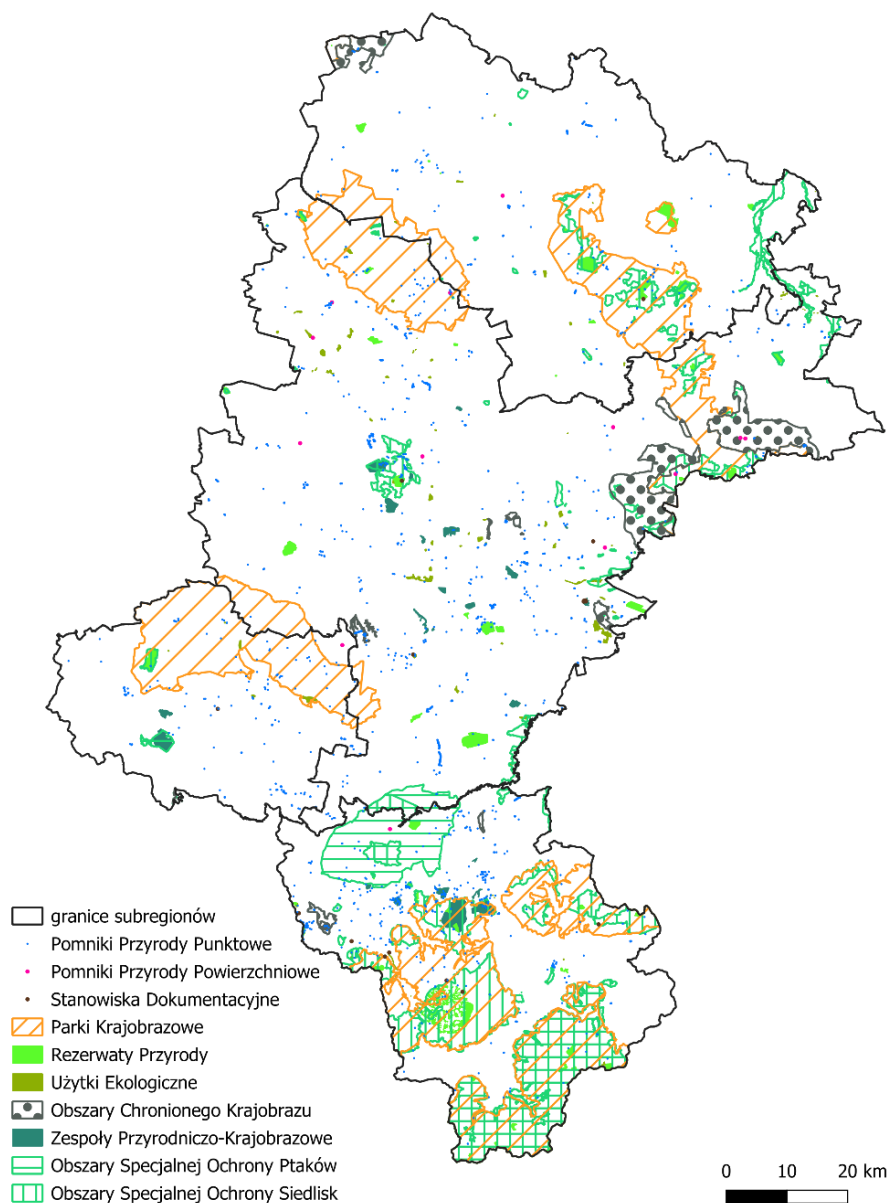 granice subregionów
Pomniki Przyrody Punktowe
Pomniki Przyrody Powierzchniowe
Stanowiska Dokumentacyjne
Parki Krajobrazowe
Rezerwaty Przyrody
Użytki Ekologiczne
Obszary Chronionego Krajobrazu
Zespoły Przyrodniczo-Krajobrazowe
Obszary Specjalnej Ochrony Ptaków
Obszary Specjalnej Ochrony Siedlisk
0 10 20 km